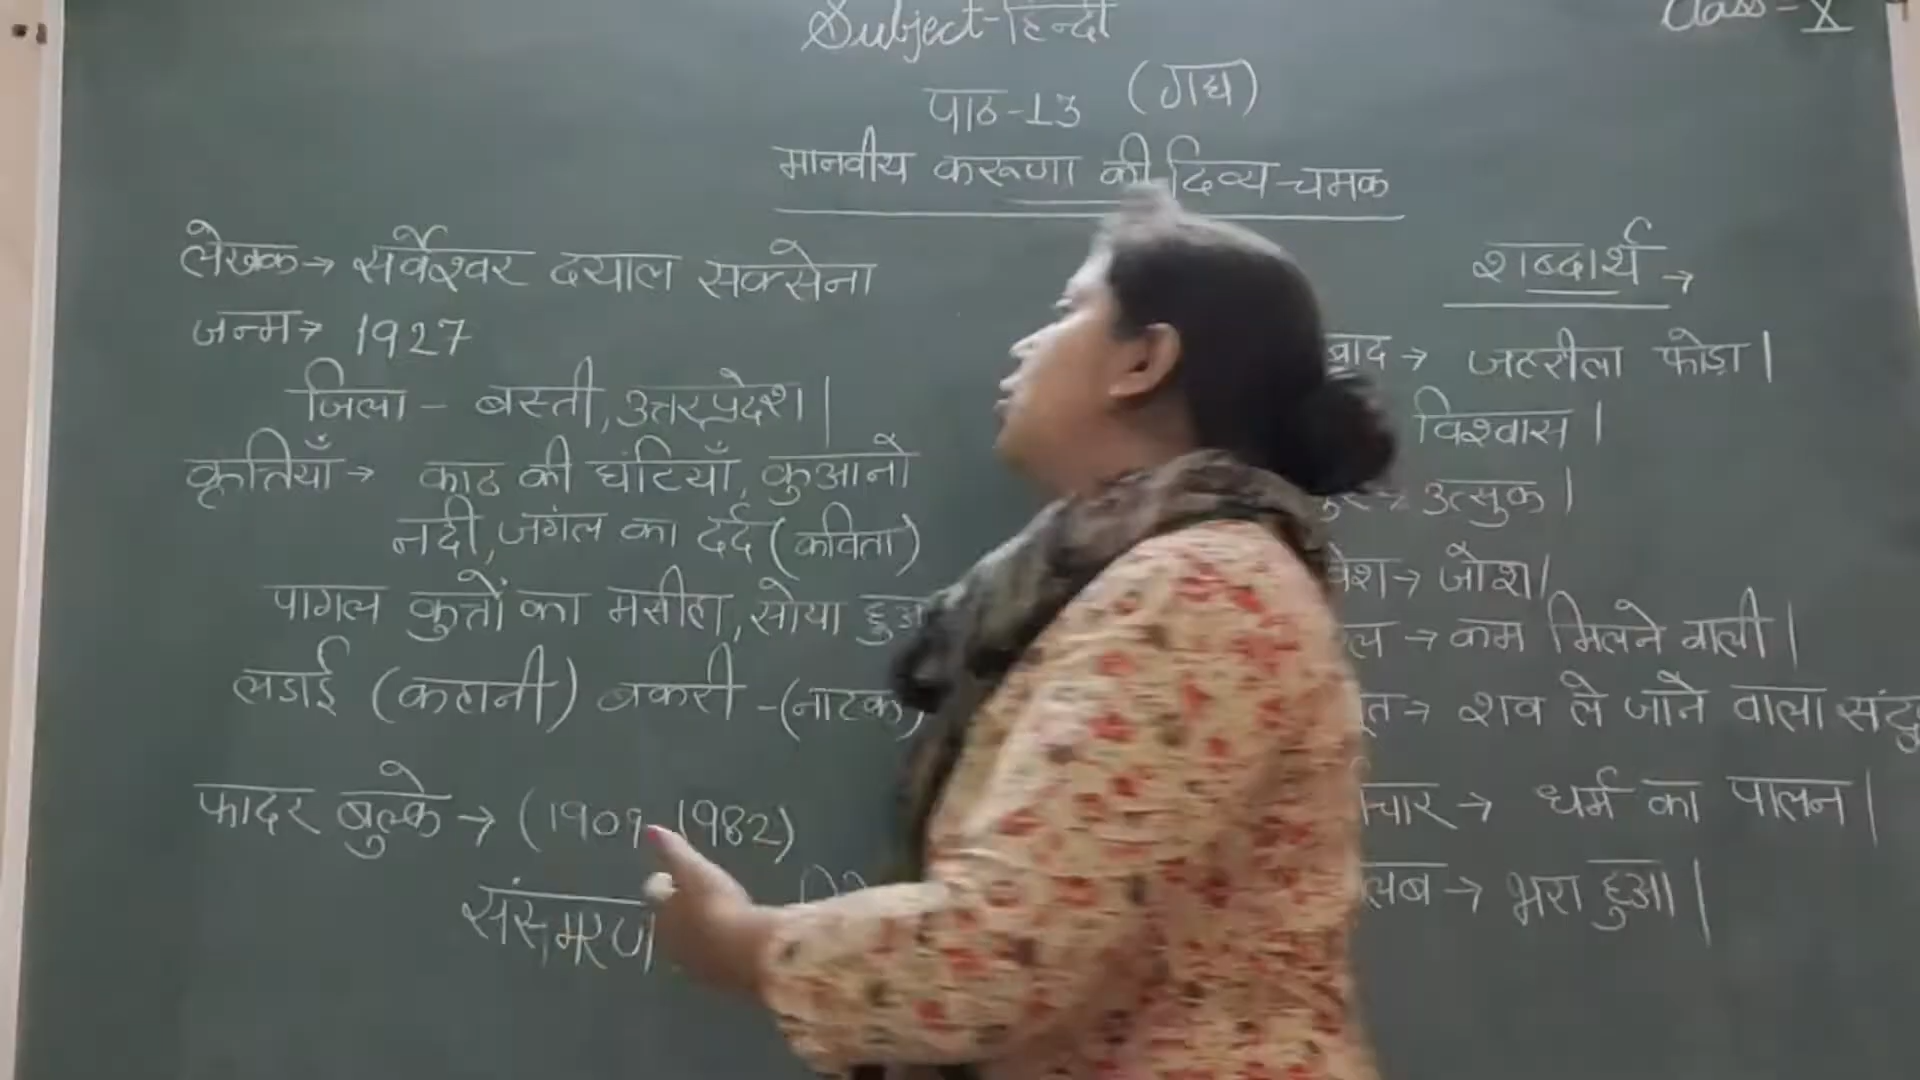 Subject-हिन्दी
Class-X
पाठ-13 (गद्य)
मानवीय करूणा की दिव्य-चमक
लेखक→ सर्वेश्वर दयाल सक्सेना
जन्म→ 1927
जिला - बस्ती, उत्तरप्रदेश।
कृतियाँ→ काठ की घंटियाँ, कुआनो
नदी, जगंल का दर्द (कविता)
पागल कुत्तों का मसीहा, सोया हुआ
लडाई (कहानी) बकरी -(नाटक)
फादर बुल्के → (1909-1982)
संस्मरण
शब्दार्थ →
→ जहरीला फोड़ा।
विश्वास।
→ उत्सुक।
→ जोश।
→ कम मिलने वाली।
→ शव ले जाने वाला
→ धर्म का पालन।
→ भरा हुआ।